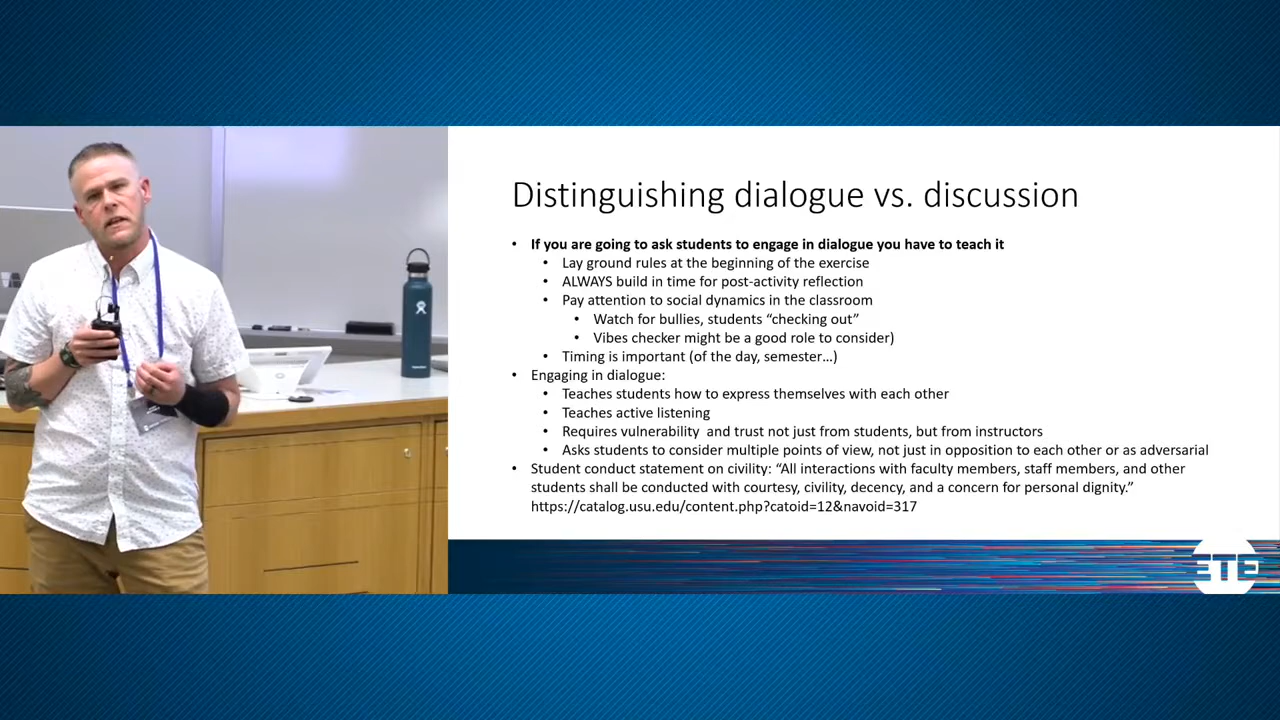 Distinguishing dialogue vs. discussion
• If you are going to ask students to engage in dialogue you have to teach it
• Lay ground rules at the beginning of the exercise
• ALWAYS build in time for post-activity reflection
• Pay attention to social dynamics in the classroom
• Watch for bullies, students “checking out”
• Vibes checker might be a good role to consider)
• Timing is important (of the day, semester…)
• Engaging in dialogue:
• Teaches students how to express themselves with each other
• Teaches active listening
• Requires vulnerability  and trust not just from students, but from instructors
• Asks students to consider multiple points of view, not just in opposition to each other or as adversarial
• Student conduct statement on civility: “All interactions with faculty members, staff members, and other
students shall be conducted with courtesy, civility, decency, and a concern for personal dignity.”
https://catalog.usu.edu/content.php?catoid=12&navoid=317
ETE